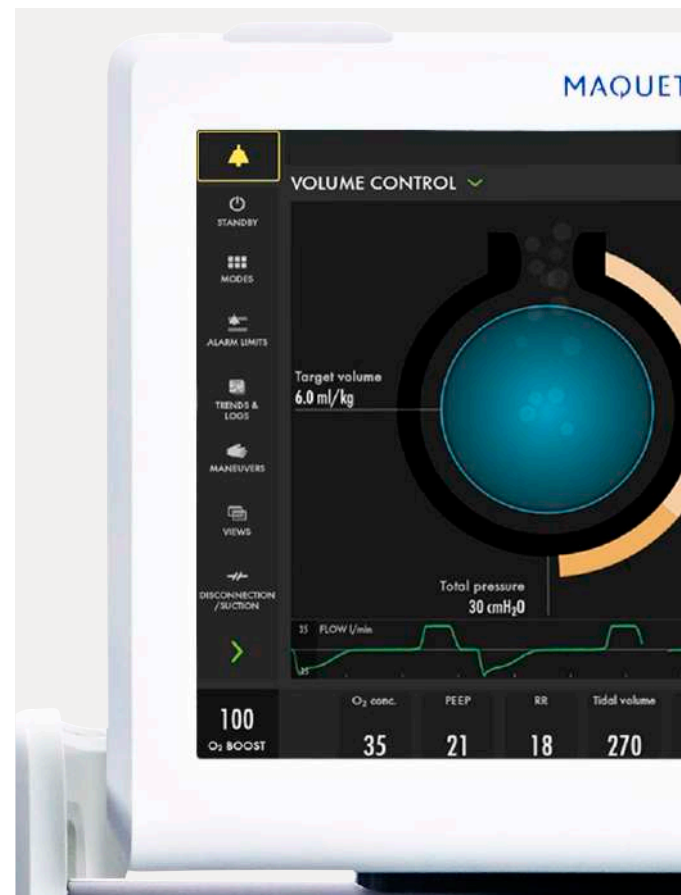 MAQUET
VOLUME CONTROL
STANDBY
MODES
ALARM LIMITS
TRENDS &
LOGS
MANEUVERS
VIEWS
DISCONNECTION
/SUCTION
Target volume
6.0 ml/kg
Total pressure
30 cmH₂O
35 FLOW l/min
-35
100
O₂ BOOST
O₂ conc.
35
PEEP
21
RR
18
Tidal volume
270